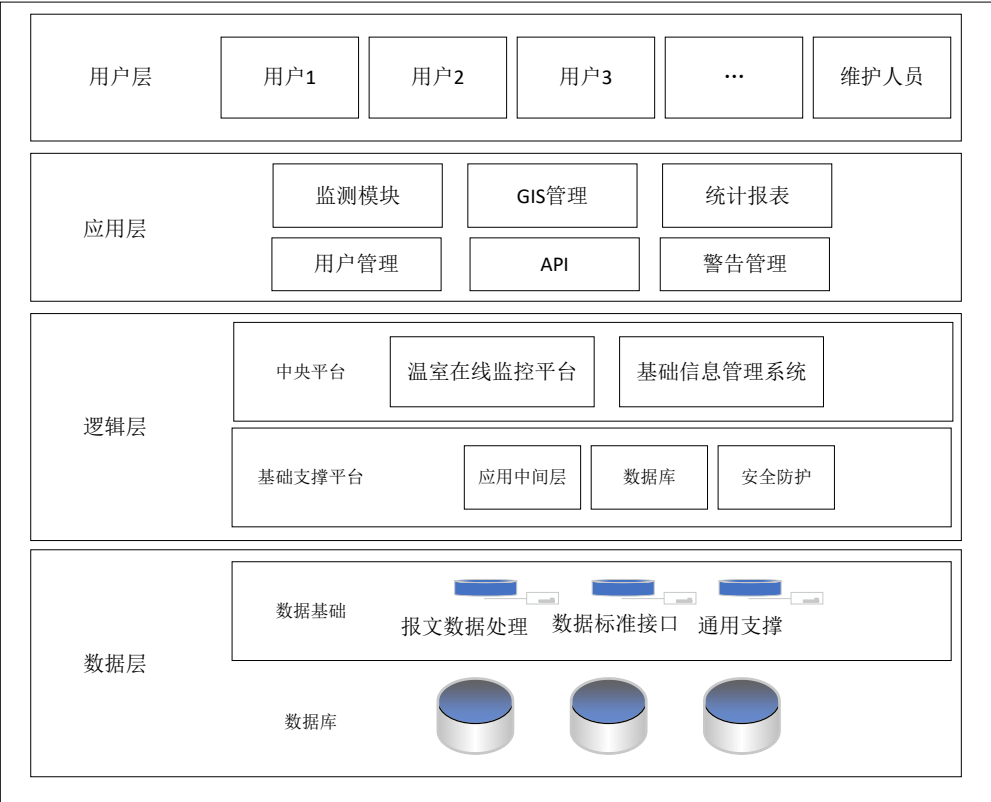 用户层
用户1
用户2
用户3
…
维护人员
应用层
监测模块
GIS管理
统计报表
用户管理
API
警告管理
逻辑层
中央平台
温室在线监控平台
基础信息管理系统
基础支撑平台
应用中间层
数据库
安全防护
数据层
数据基础
报文数据处理
数据标准接口
通用支撑
数据库